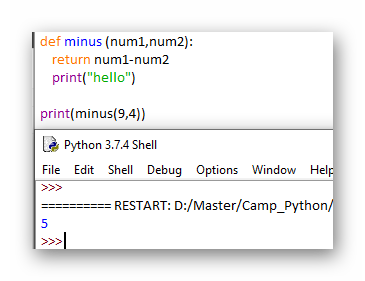 def minus (num1,num2):
return num1-num2
print("hello")
print(minus(9,4))
Python 3.7.4 Shell
File Edit Shell Debug Options Window Help
>>>
========== RESTART: D:/Master/Camp_Python/
5
>>>